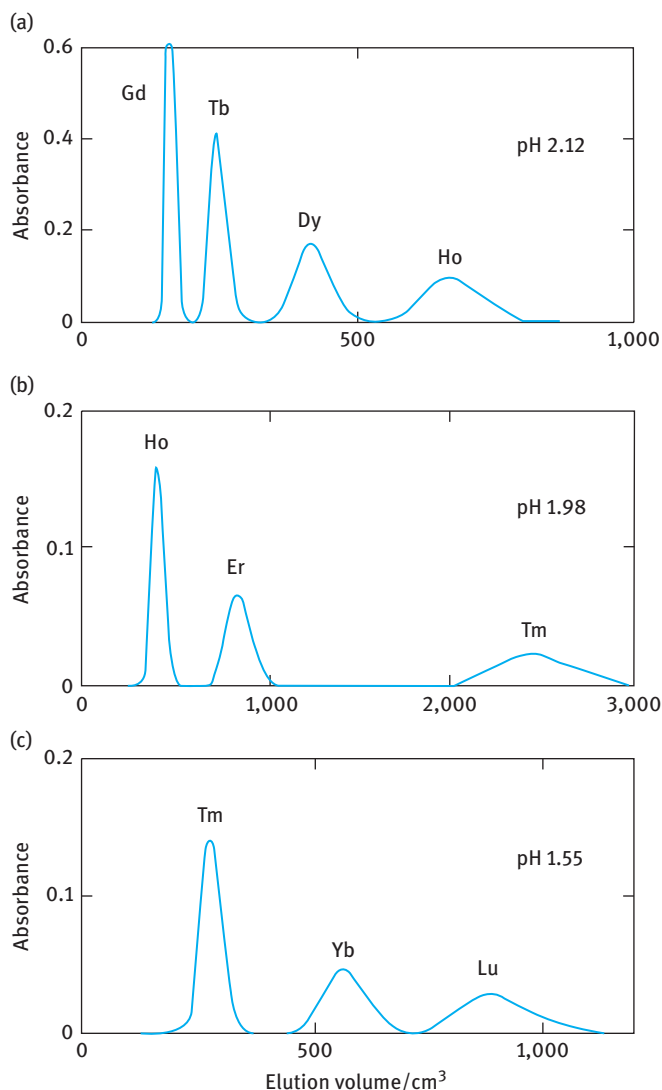 (a)
0.6
Gd
Tb
0.4
pH 2.12
Absorbance
Dy
0.2
Ho
0
0
500
1,000
(b)
0.2
Ho
pH 1.98
Absorbance
0.1
Er
Tm
0
0
1,000
2,000
3,000
(c)
0.2
Tm
pH 1.55
Absorbance
0.1
Yb
Lu
0
0
500
1,000
Elution volume/cm³